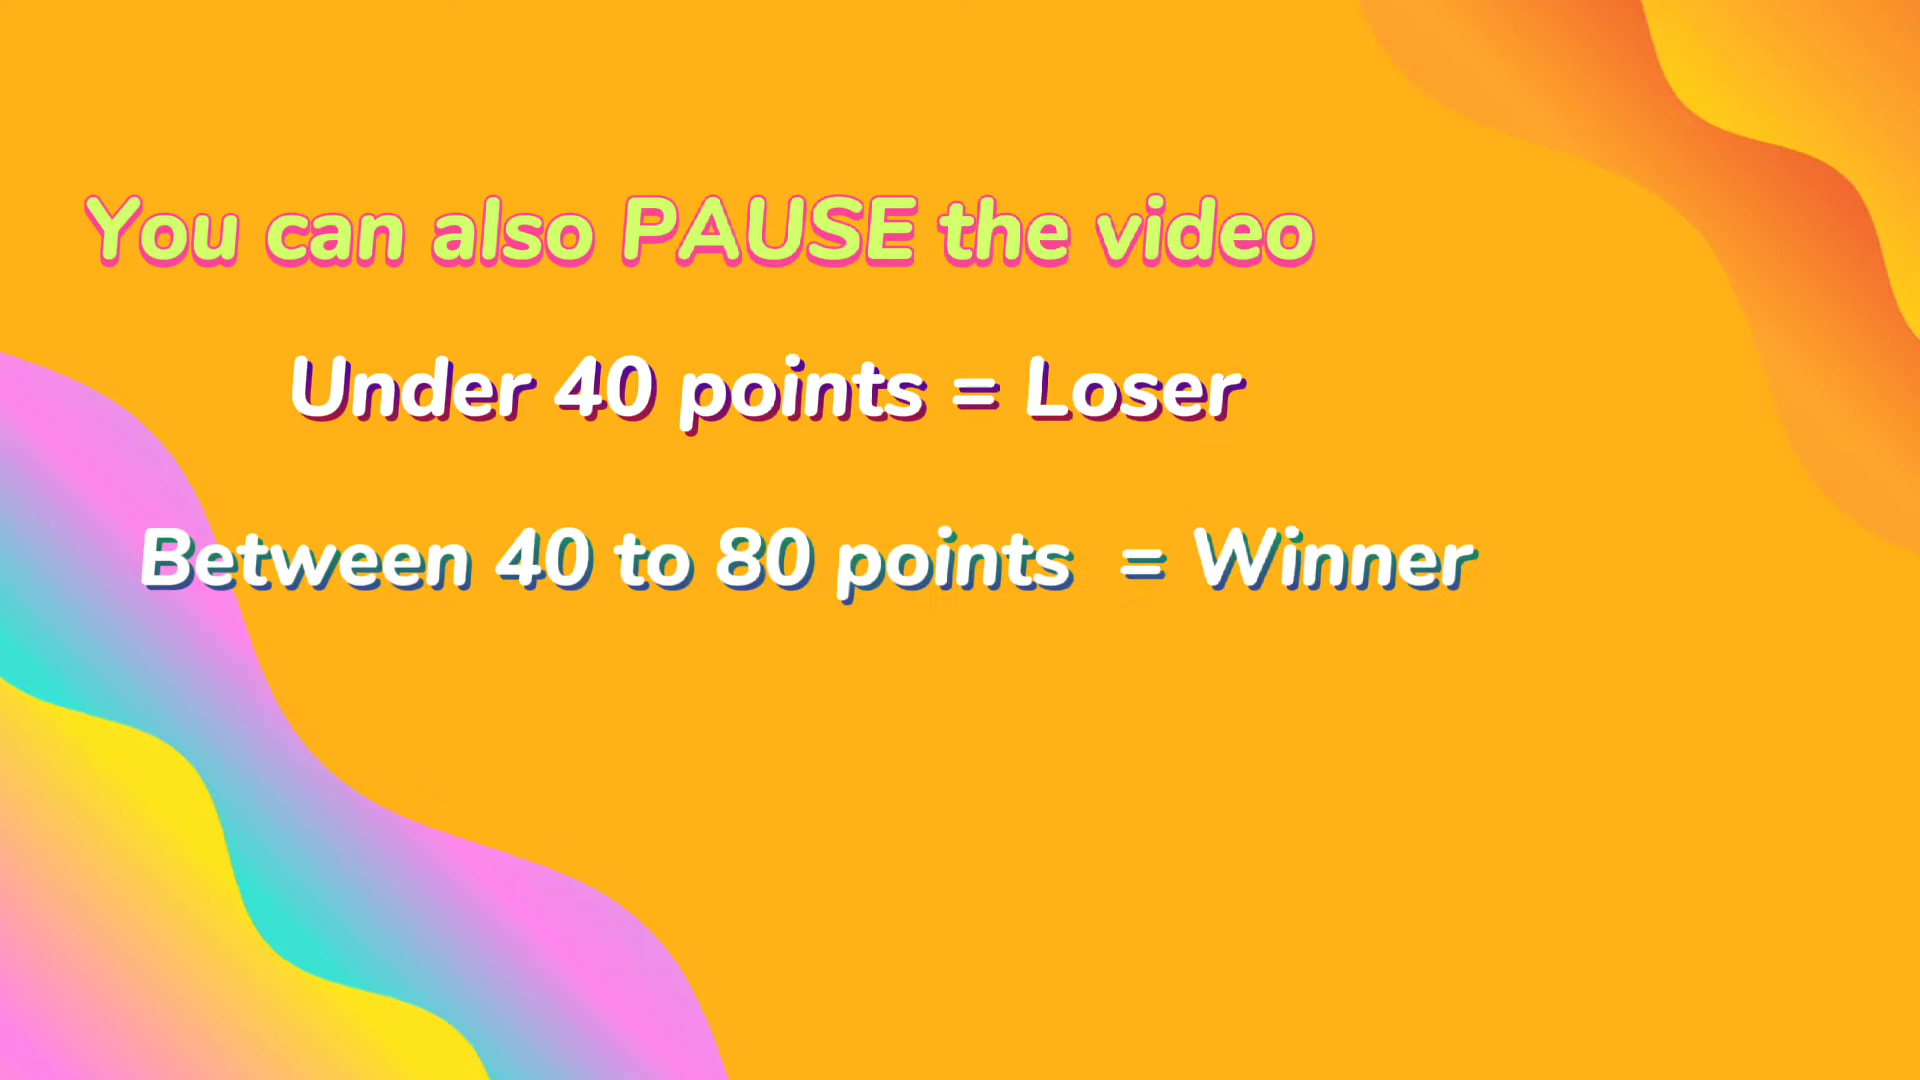 You can also PAUSE the video
Under 40 points = Loser
Between 40 to 80 points = Winner